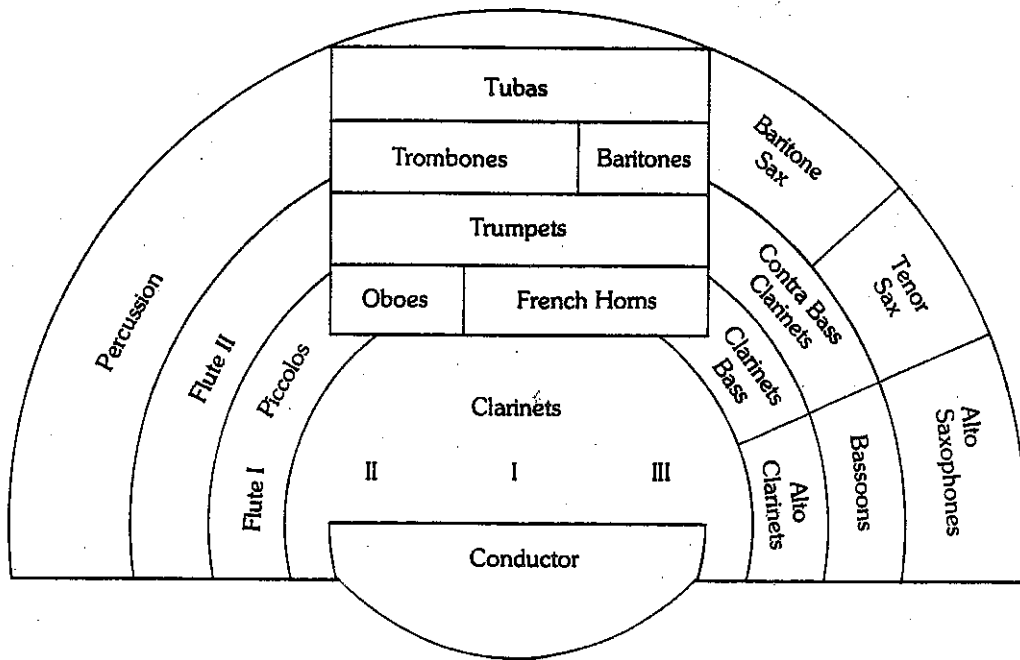 Tubas
Trombones
Baritones
Trumpets
Oboes
French Horns
Percussion
Flute II
Piccolos
Flute I
Clarinets
II
I
III
Conductor
Baritone
Sax
Tenor
Sax
Contra Bass
Clarinets
Clarinets
Bass
Alto
Clarinets
Bassoons
Alto
Saxophones